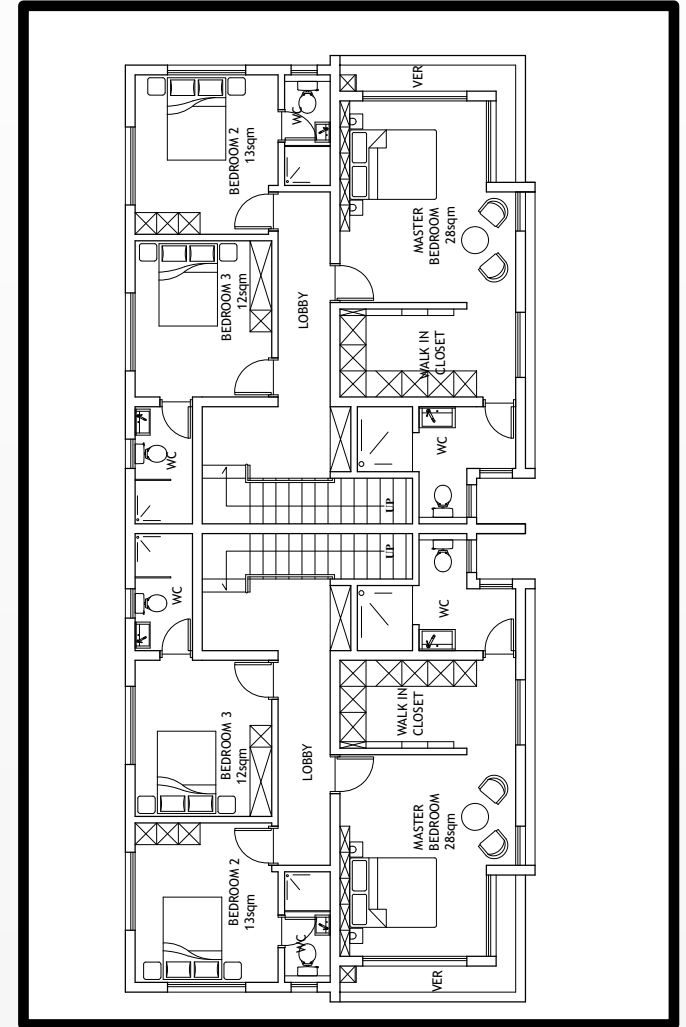 VER
WC
BEDROOM 2
13sqm
MASTER
BEDROOM
28sqm
BEDROOM 3
12sqm
LOBBY
WALK IN
CLOSET
WC
WC
UP
UP
WC
WC
WALK IN
CLOSET
BEDROOM 3
12sqm
LOBBY
MASTER
BEDROOM
28sqm
BEDROOM 2
13sqm
WC
VER